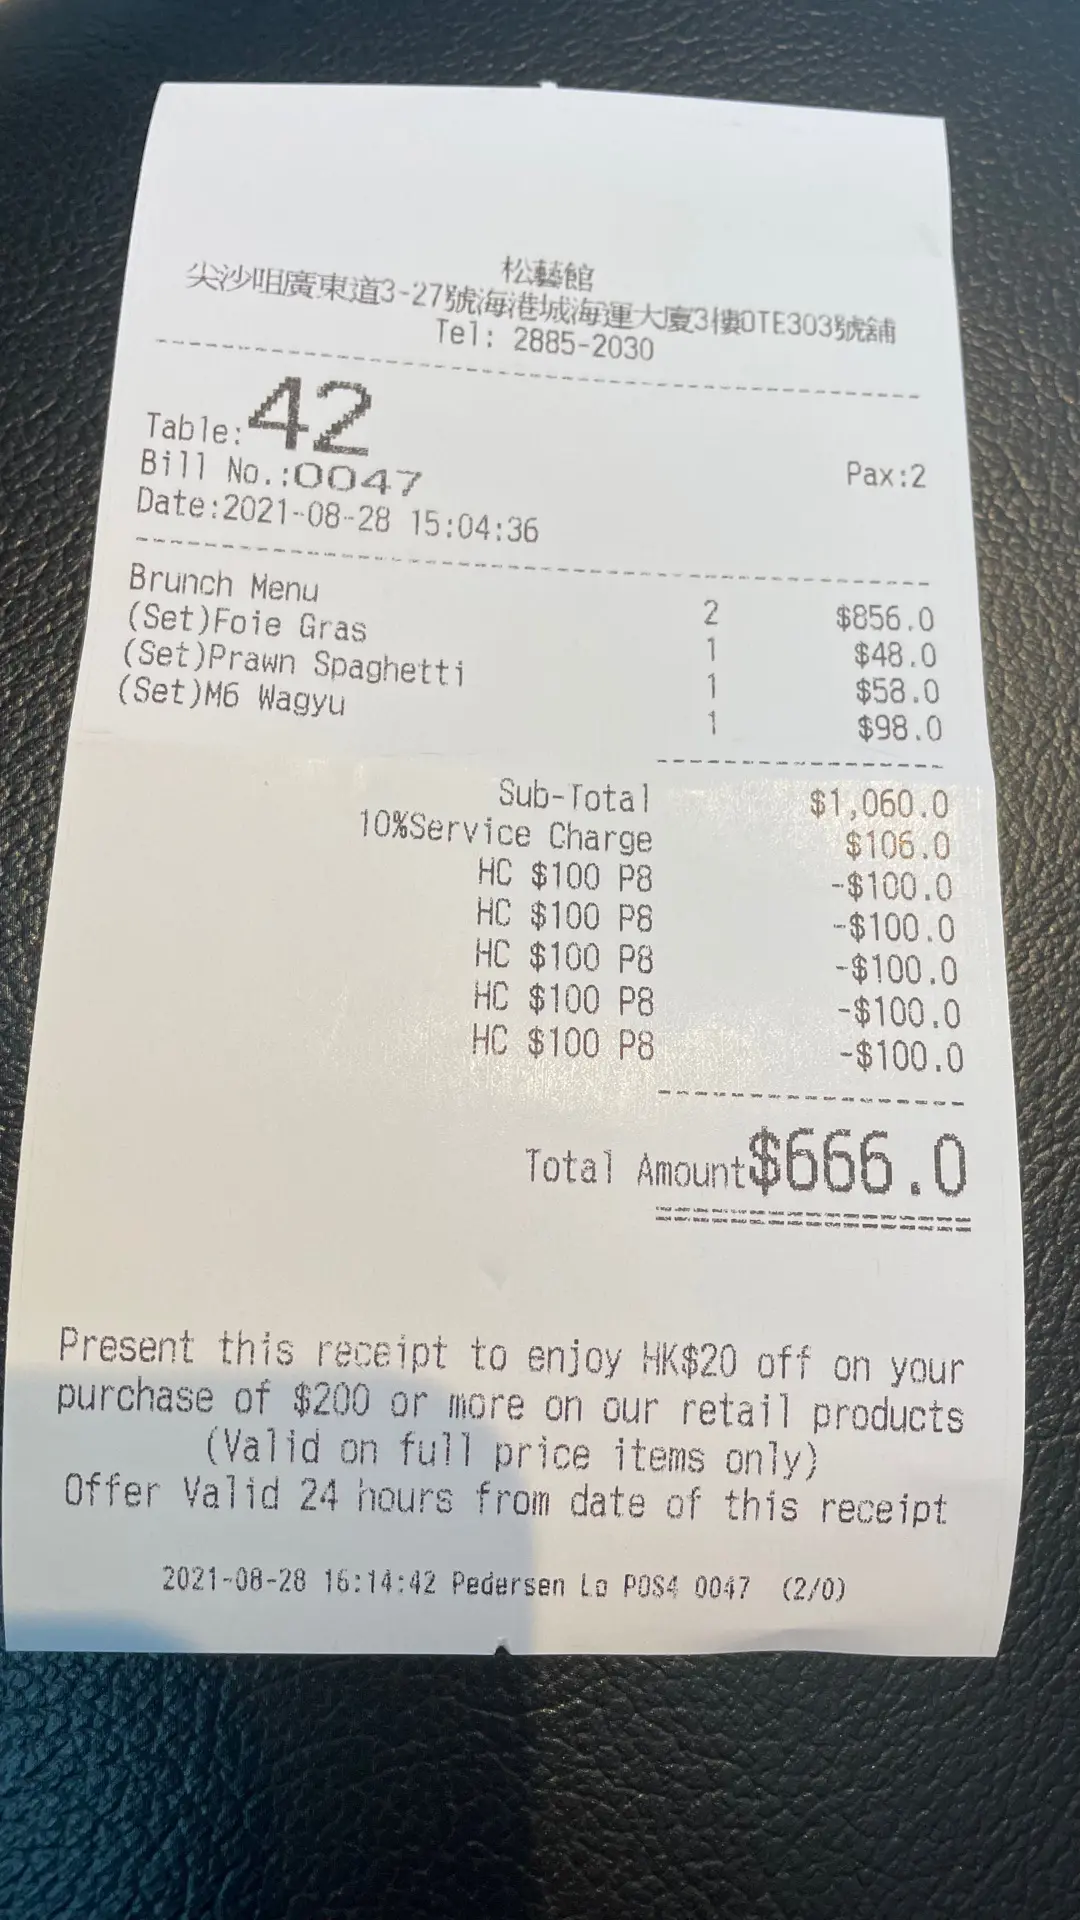 松藝館
尖沙咀廣東道3-27號海港城海運大廈3樓OTE303號舖
Tel: 2885-2030
Table:42
Pax:2
Bill No.:0047
Date:2021-08-28 15:04:36
Brunch Menu 2 $856.0
(Set)Foie Gras 1 $48.0
(Set)Prawn Spaghetti 1 $58.0
(Set)M6 Wagyu 1 $98.0
Sub-Total $1,060.0
10%Service Charge $106.0
HC $100 P8 -$100.0
HC $100 P8 -$100.0
HC $100 P8 -$100.0
HC $100 P8 -$100.0
HC $100 P8 -$100.0
Total Amount $666.0
Present this receipt to enjoy HK$20 off on your
purchase of $200 or more on our retail products
(Valid on full price items only)
Offer Valid 24 hours from date of this receipt
2021-08-28 16:14:42 Pedersen Lo POS4 0047 (2/0)